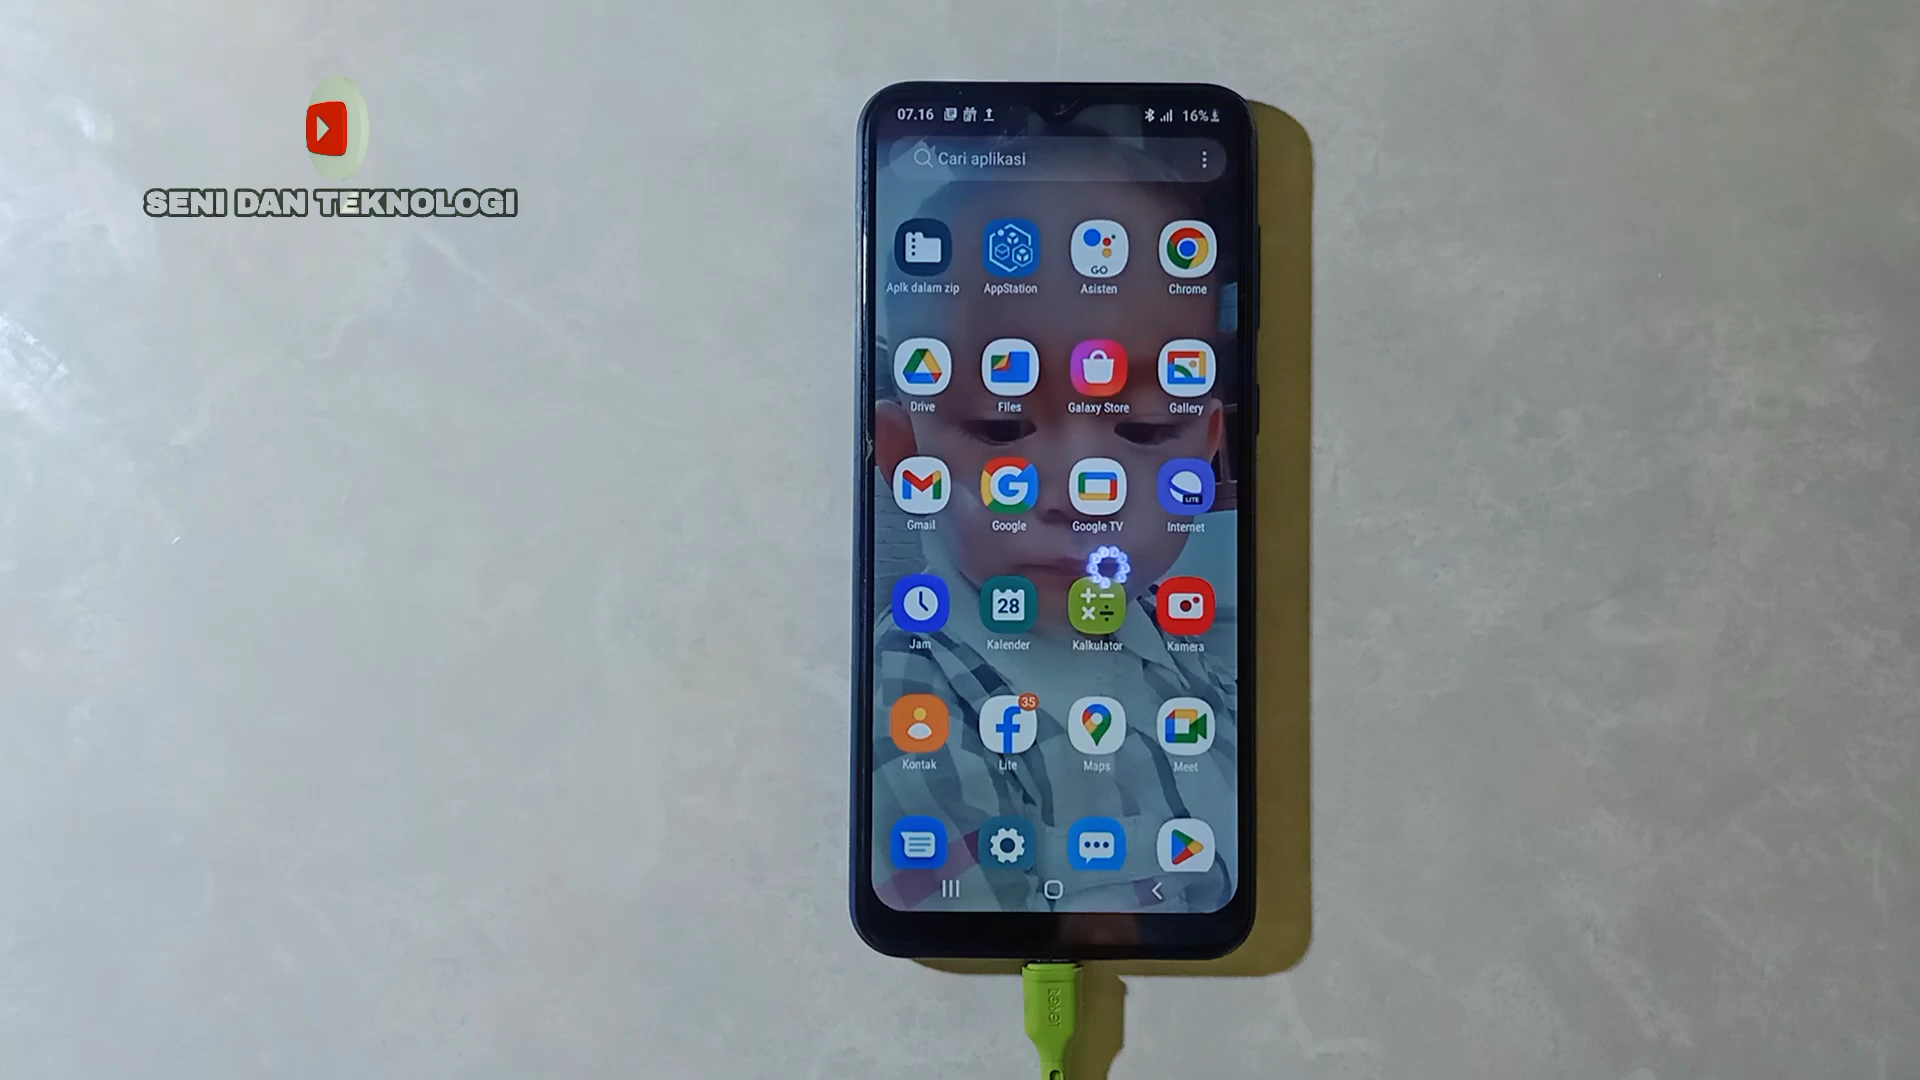 SENI DAN TEKNOLOGI
07.16
16%
Cari aplikasi
Aplk dalam zip
AppStation
GO
Asisten
Chrome
Drive
Files
Galaxy Store
Gallery
Gmail
Google
Google TV
LITE
Internet
28
Jam
Kalender
Kalkulator
Kamera
35
Kontak
Lite
Maps
Meet